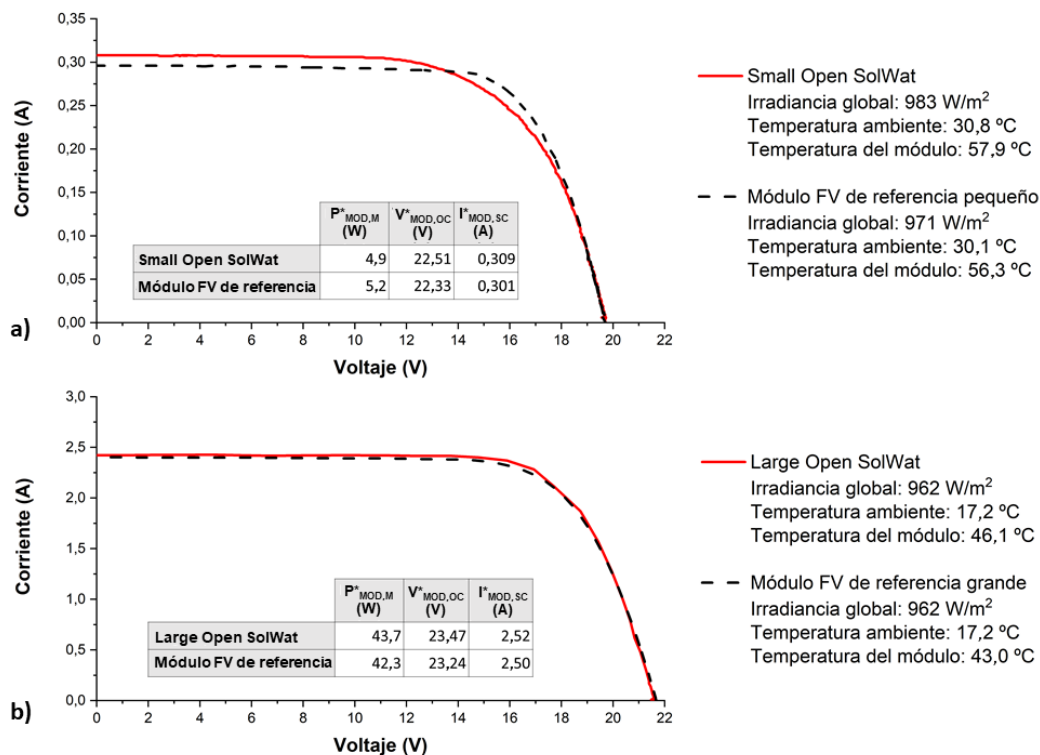 0,35
0,30
0,25
0,20
0,15
0,10
0,05
0,00
Corriente (A)
0 2 4 6 8 10 12 14 16 18 20 22
Voltaje (V)
a)
P*MOD,M (W) V*MOD,OC (V) I*MOD,SC (A)
Small Open SolWat 4,9 22,51 0,309
Módulo FV de referencia 5,2 22,33 0,301
Small Open SolWat
Irradiancia global: 983 W/m²
Temperatura ambiente: 30,8 ºC
Temperatura del módulo: 57,9 ºC
Módulo FV de referencia pequeño
Irradiancia global: 971 W/m²
Temperatura ambiente: 30,1 ºC
Temperatura del módulo: 56,3 ºC
3,0
2,5
2,0
1,5
1,0
0,5
0,0
Corriente (A)
0 2 4 6 8 10 12 14 16 18 20 22
Voltaje (V)
b)
P*MOD,M (W) V*MOD,OC (V) I*MOD,SC (A)
Large Open SolWat 43,7 23,47 2,52
Módulo FV de referencia 42,3 23,24 2,50
Large Open SolWat
Irradiancia global: 962 W/m²
Temperatura ambiente: 17,2 ºC
Temperatura del módulo: 46,1 ºC
Módulo FV de referencia grande
Irradiancia global: 962 W/m²
Temperatura ambiente: 17,2 ºC
Temperatura del módulo: 43,0 ºC